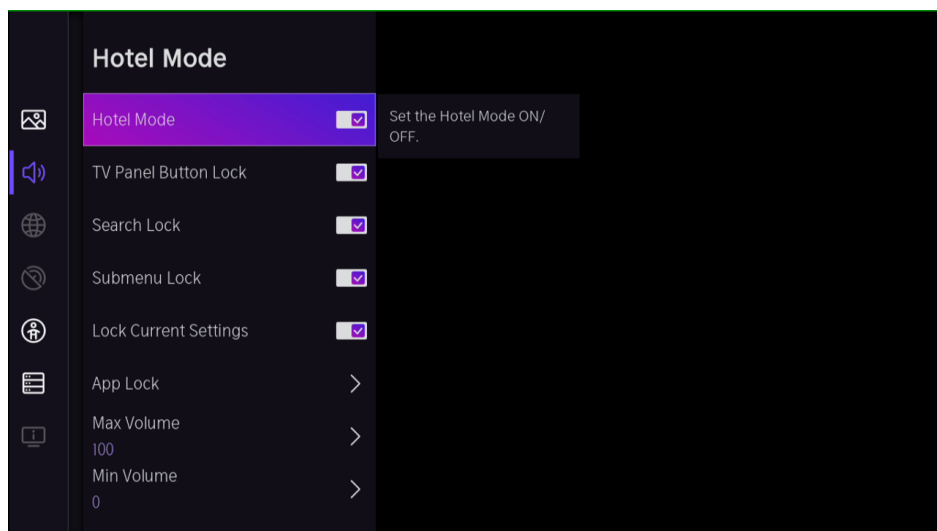 Hotel Mode
Hotel Mode
Set the Hotel Mode ON/
OFF.
TV Panel Button Lock
Search Lock
Submenu Lock
Lock Current Settings
App Lock
Max Volume
100
Min Volume
0